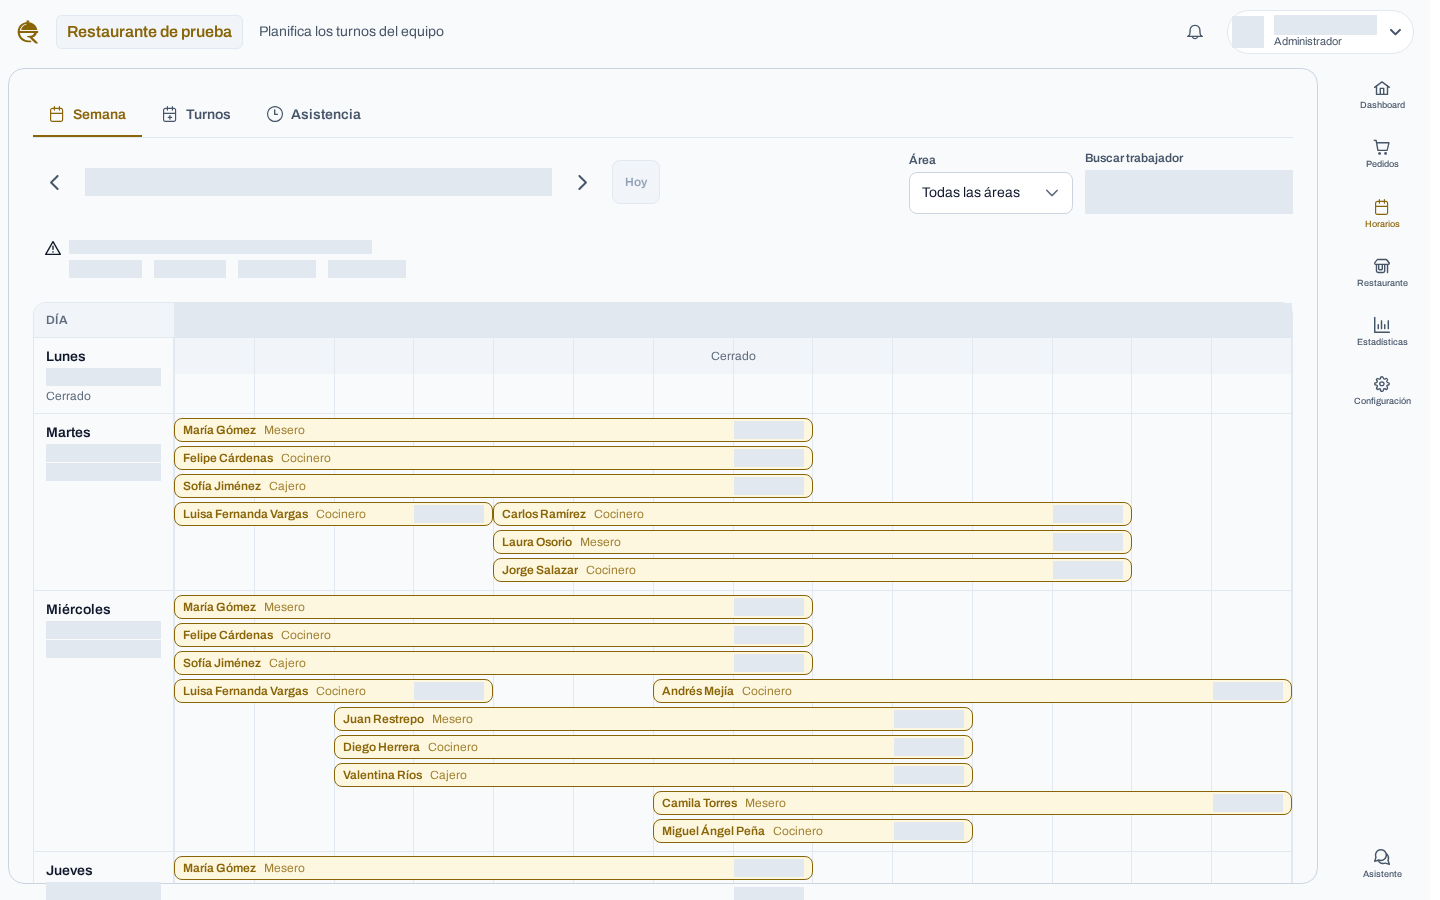 Restaurante de prueba
Planifica los turnos del equipo
Administrador
Semana
Turnos
Asistencia
Hoy
Área
Todas las áreas
Buscar trabajador
DÍA
Lunes
Cerrado
Cerrado
Martes
María Gómez Mesero
Felipe Cárdenas Cocinero
Sofía Jiménez Cajero
Luisa Fernanda Vargas Cocinero
Carlos Ramírez Cocinero
Laura Osorio Mesero
Jorge Salazar Cocinero
Miércoles
María Gómez Mesero
Felipe Cárdenas Cocinero
Sofía Jiménez Cajero
Luisa Fernanda Vargas Cocinero
Andrés Mejía Cocinero
Juan Restrepo Mesero
Diego Herrera Cocinero
Valentina Ríos Cajero
Camila Torres Mesero
Miguel Ángel Peña Cocinero
Jueves
María Gómez Mesero
Dashboard
Pedidos
Horarios
Restaurante
Estadísticas
Configuración
Asistente